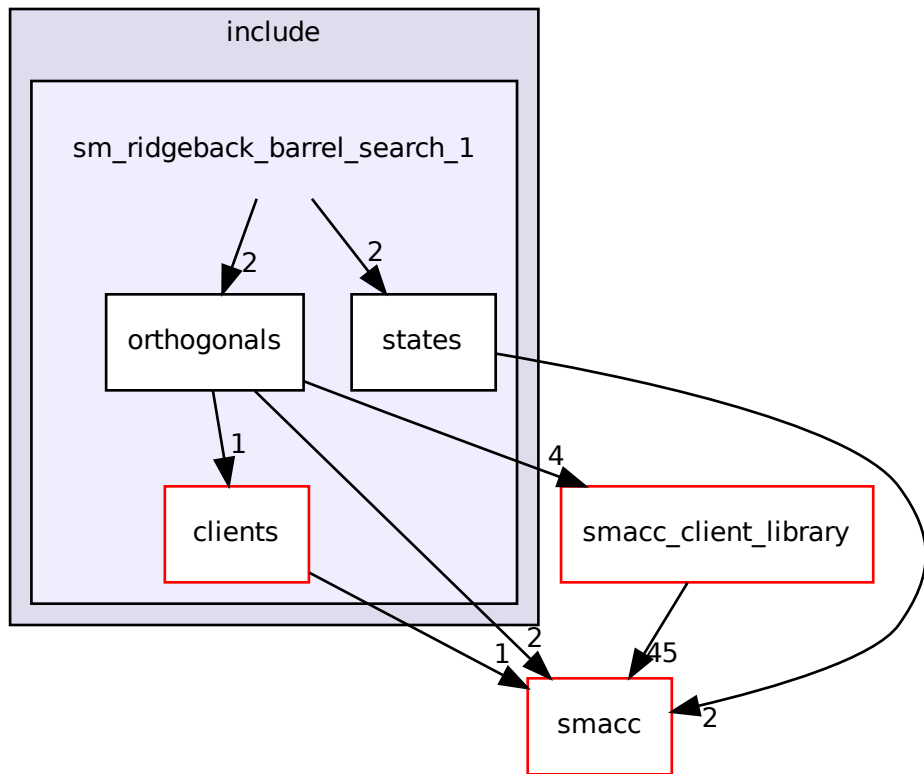 include
sm_ridgeback_barrel_search_1
2
2
orthogonals
states
1
4
clients
smacc_client_library
1
2
45
2
smacc